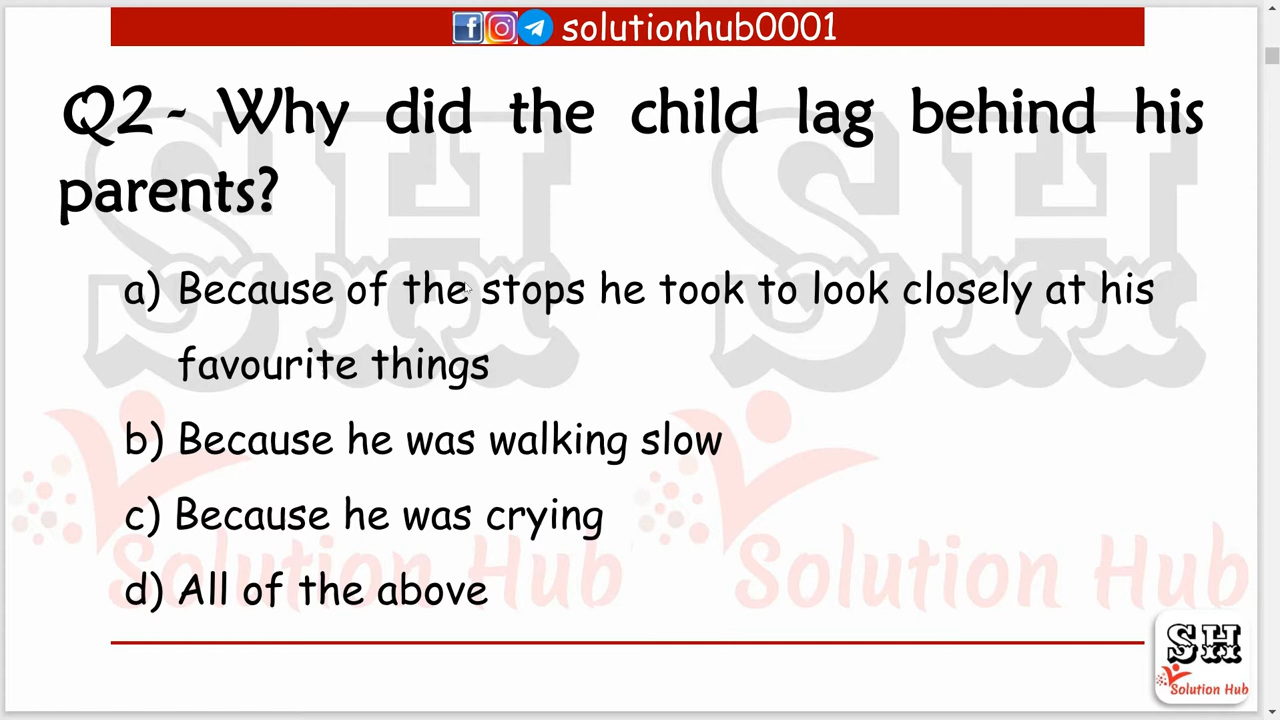 solutionhub0001
Q2- Why did the child lag behind his
parents?
a) Because of the stops he took to look closely at his
favourite things
b) Because he was walking slow
c) Because he was crying
d) All of the above
SH SH
Solution Hub Solution Hub
SH
Solution Hub